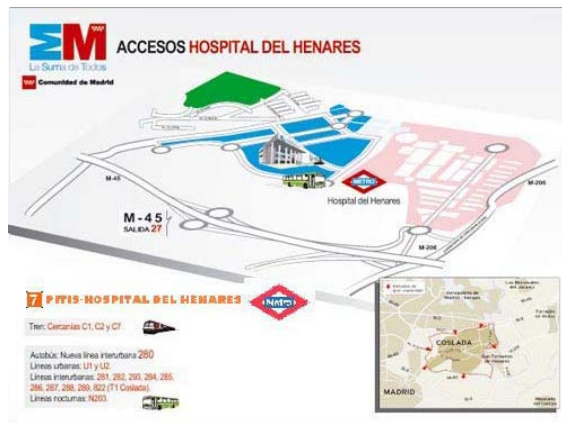 ACCESOS HOSPITAL DEL HENARES
La Suma de Todos
Comunidad de Madrid
M-45
M-45
SALIDA 27
METRO
Hospital del Henares
M-206
M-206
7 PITIS-HOSPITAL DEL HENARES
Metro
Tren: Cercanías C1, C2 y C7
Autobús: Nueva línea interurbana 280
Líneas urbanas: U1 y U2
Líneas interurbanas: 281, 282, 283, 284, 285,
286, 287, 288, 289, 822 (T1 Coslada).
Líneas nocturnas: N203.
COSLADA
MADRID